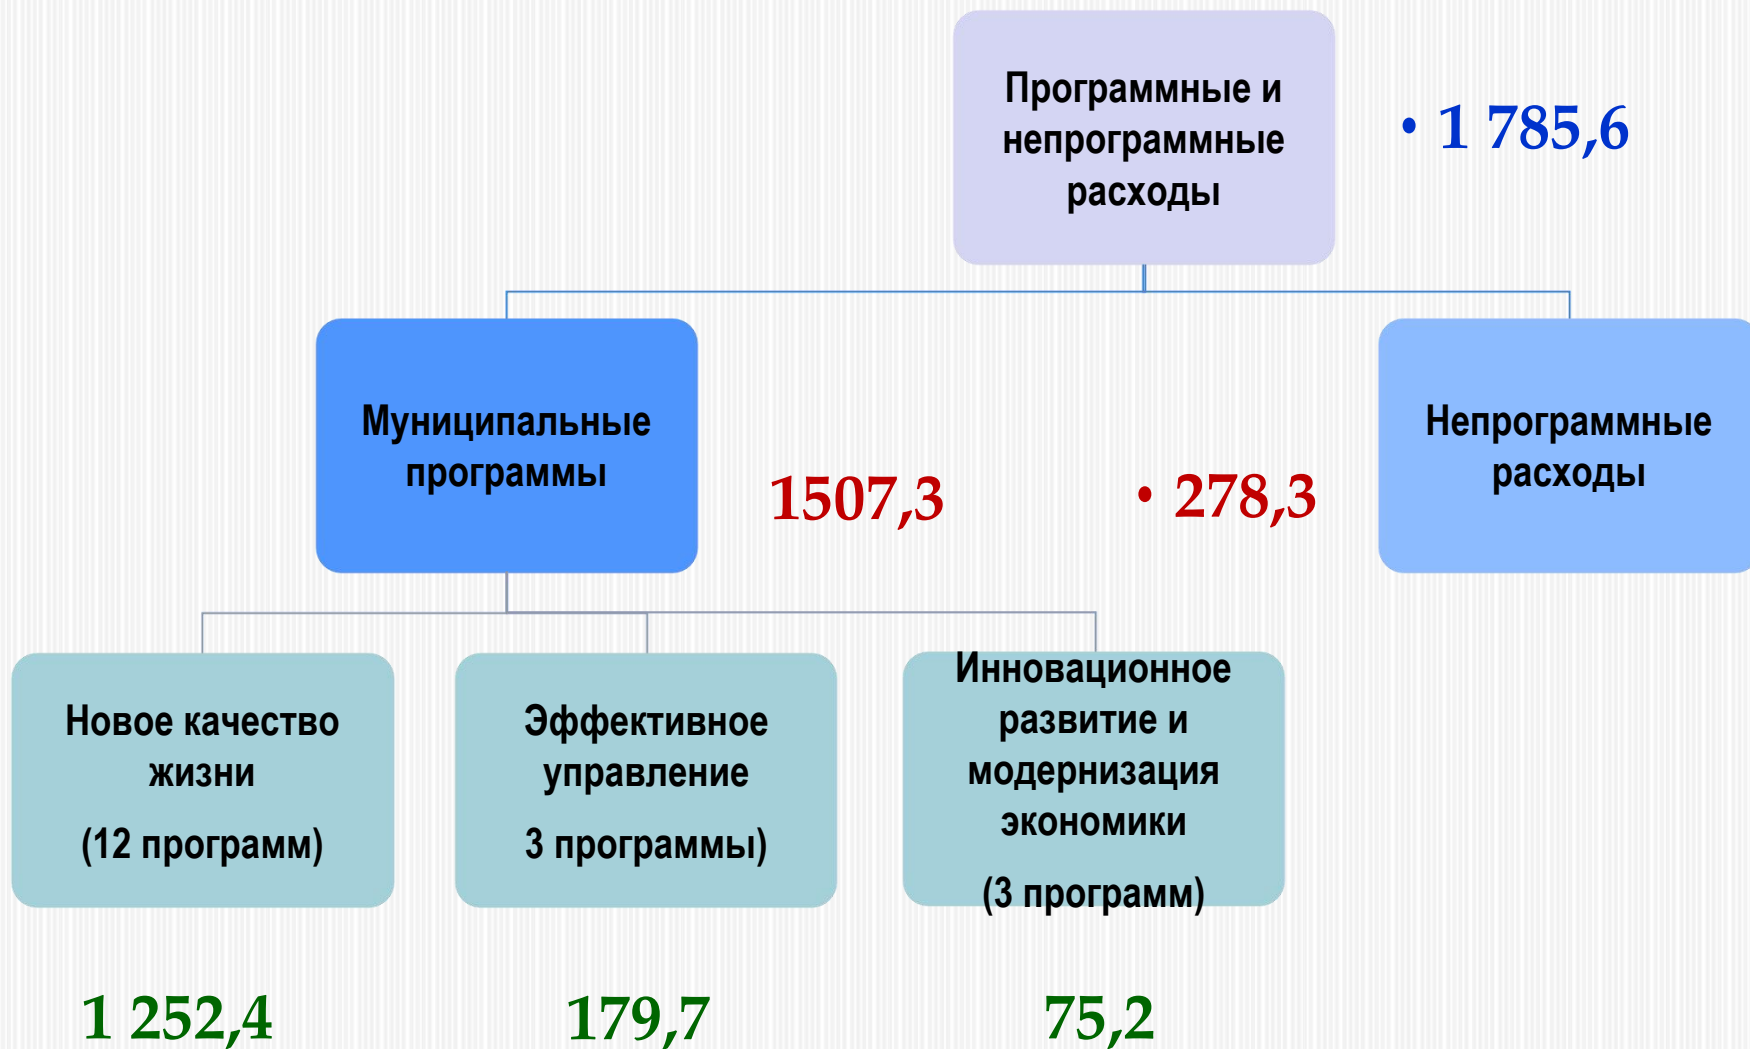 Программные и
непрограммные
расходы
• 1 785,6
Муниципальные
программы
1507,3
• 278,3
Непрограммные
расходы
Новое качество
жизни
(12 программ)
Эффективное
управление
3 программы)
Инновационное
развитие и
модернизация
экономики
(3 программ)
1 252,4
179,7
75,2